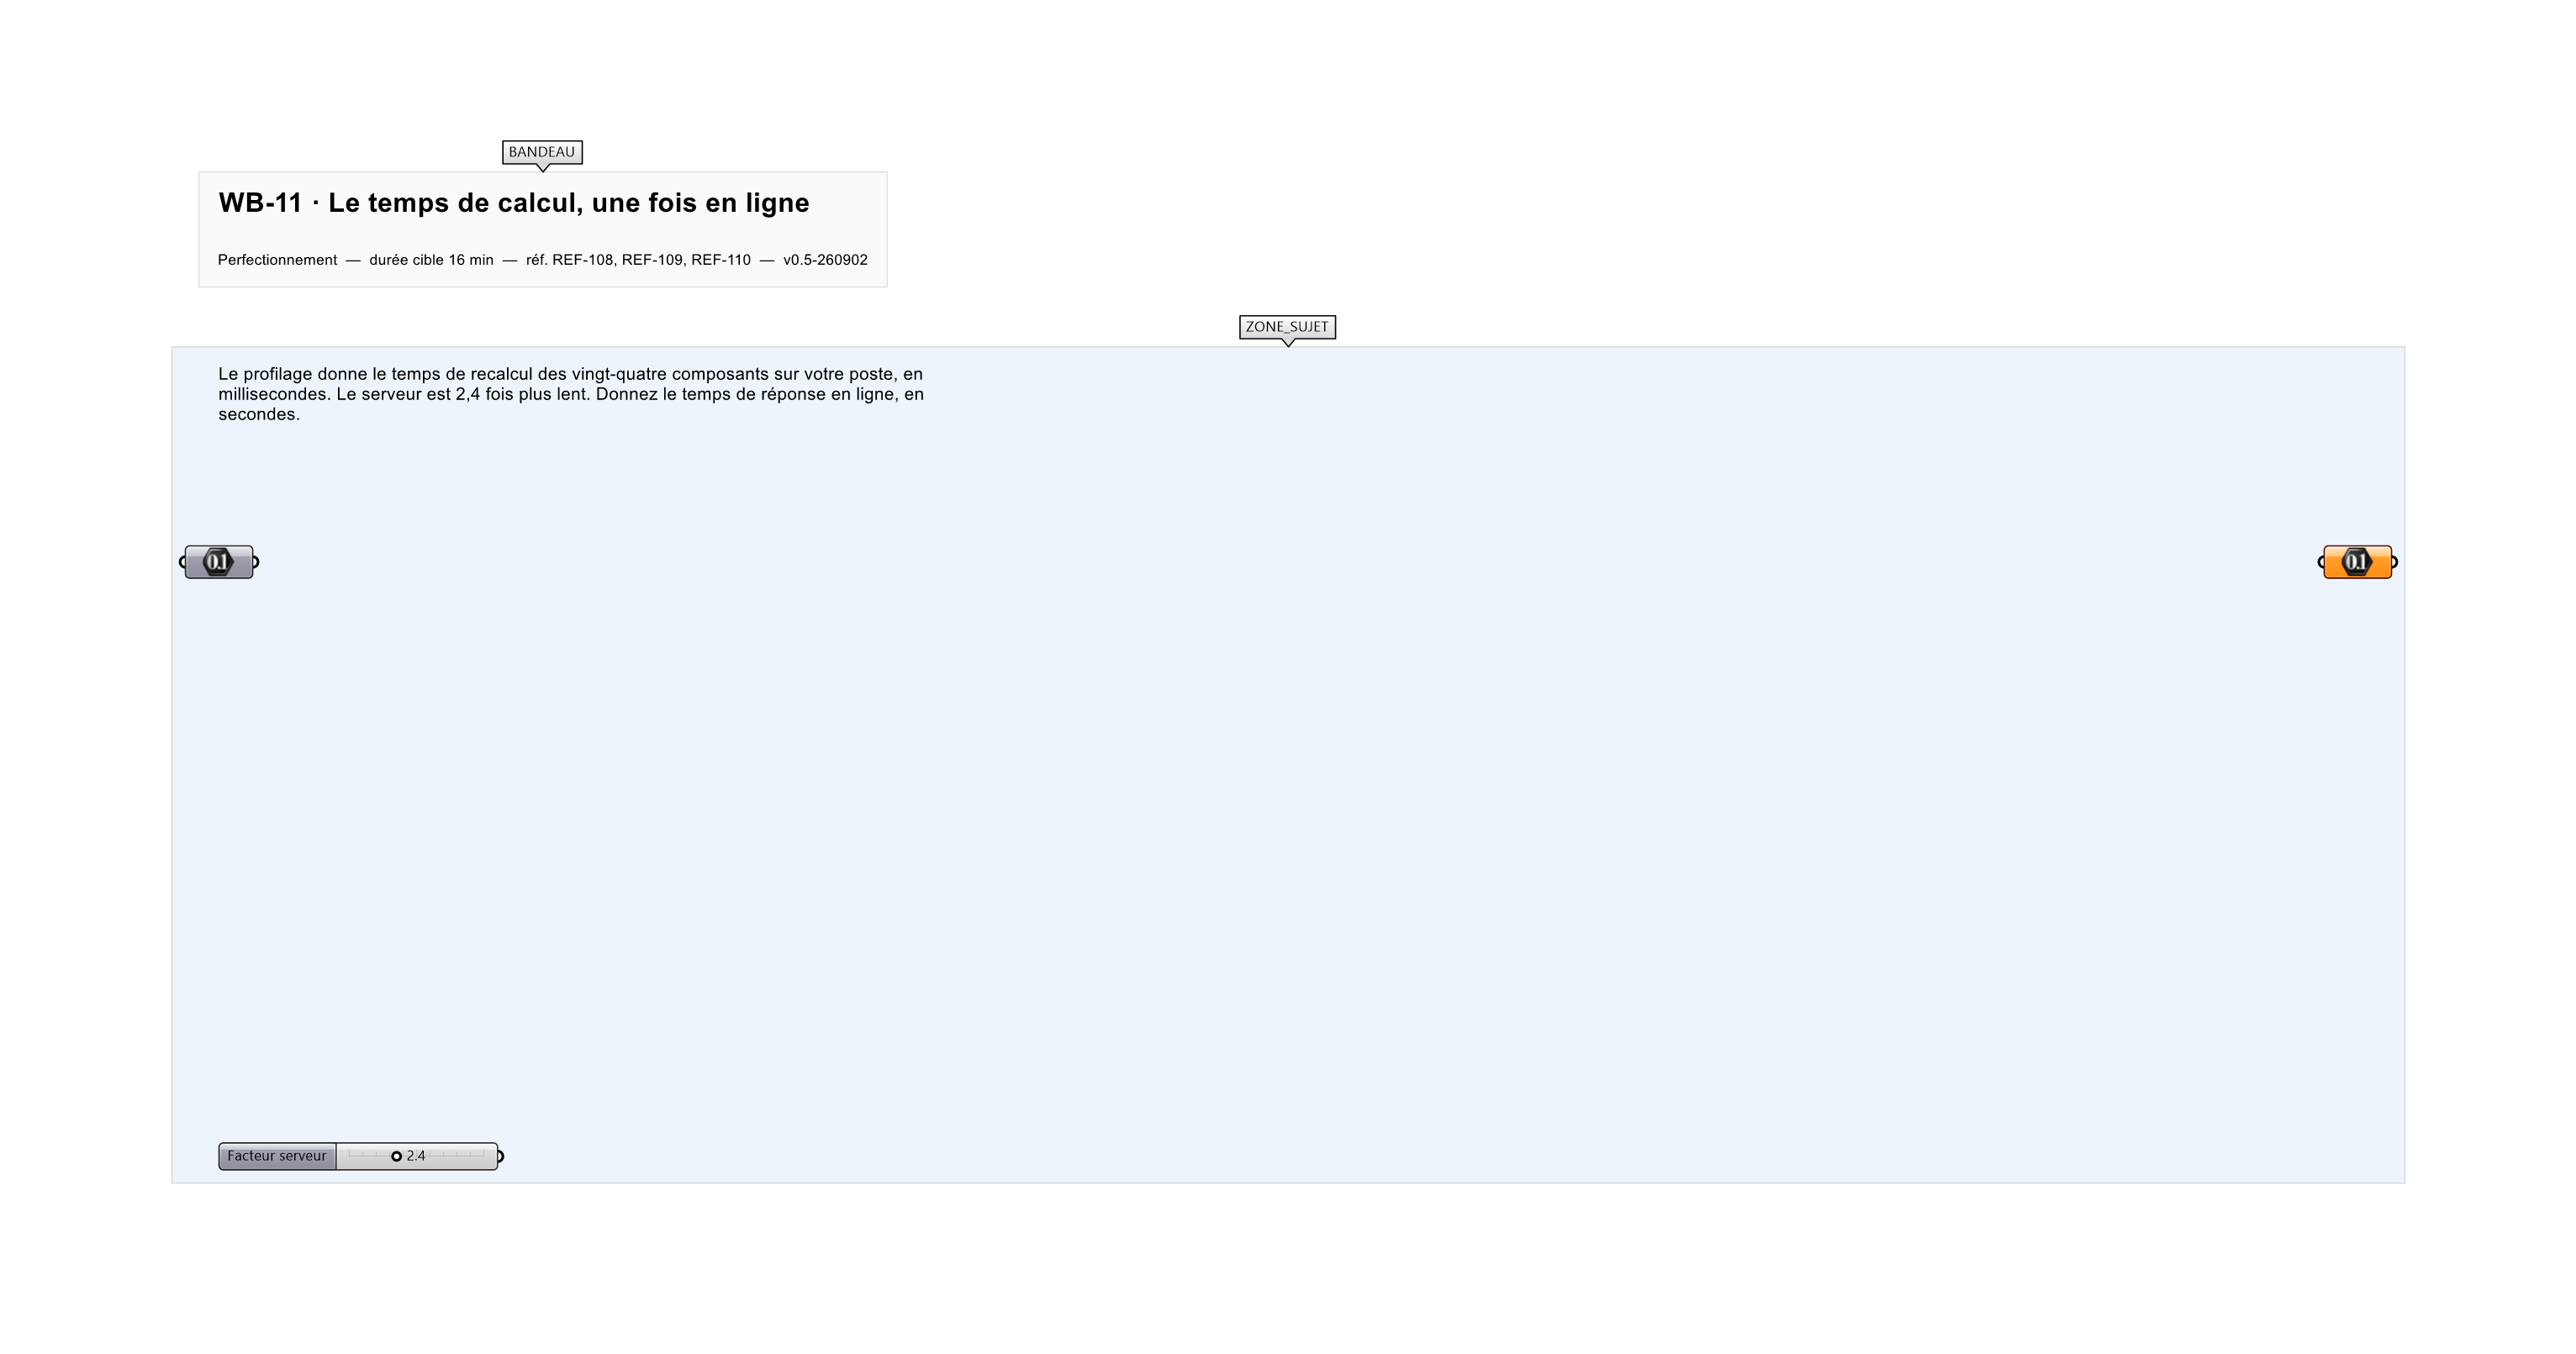 BANDEAU
WB-11 · Le temps de calcul, une fois en ligne
Perfectionnement — durée cible 16 min — réf. REF-108, REF-109, REF-110 — v0.5-260902
ZONE_SUJET
Le profilage donne le temps de recalcul des vingt-quatre composants sur votre poste, en
millisecondes. Le serveur est 2,4 fois plus lent. Donnez le temps de réponse en ligne, en
secondes.
0.1
0.1
Facteur serveur 2.4